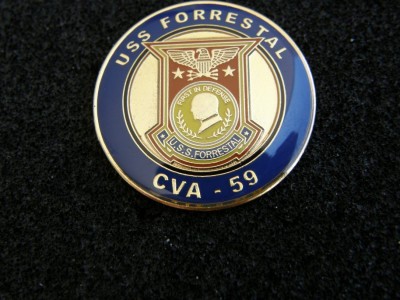 USS FORRESTAL
FIRST IN DEFENSE
U.S.S. FORRESTAL
CVA - 59